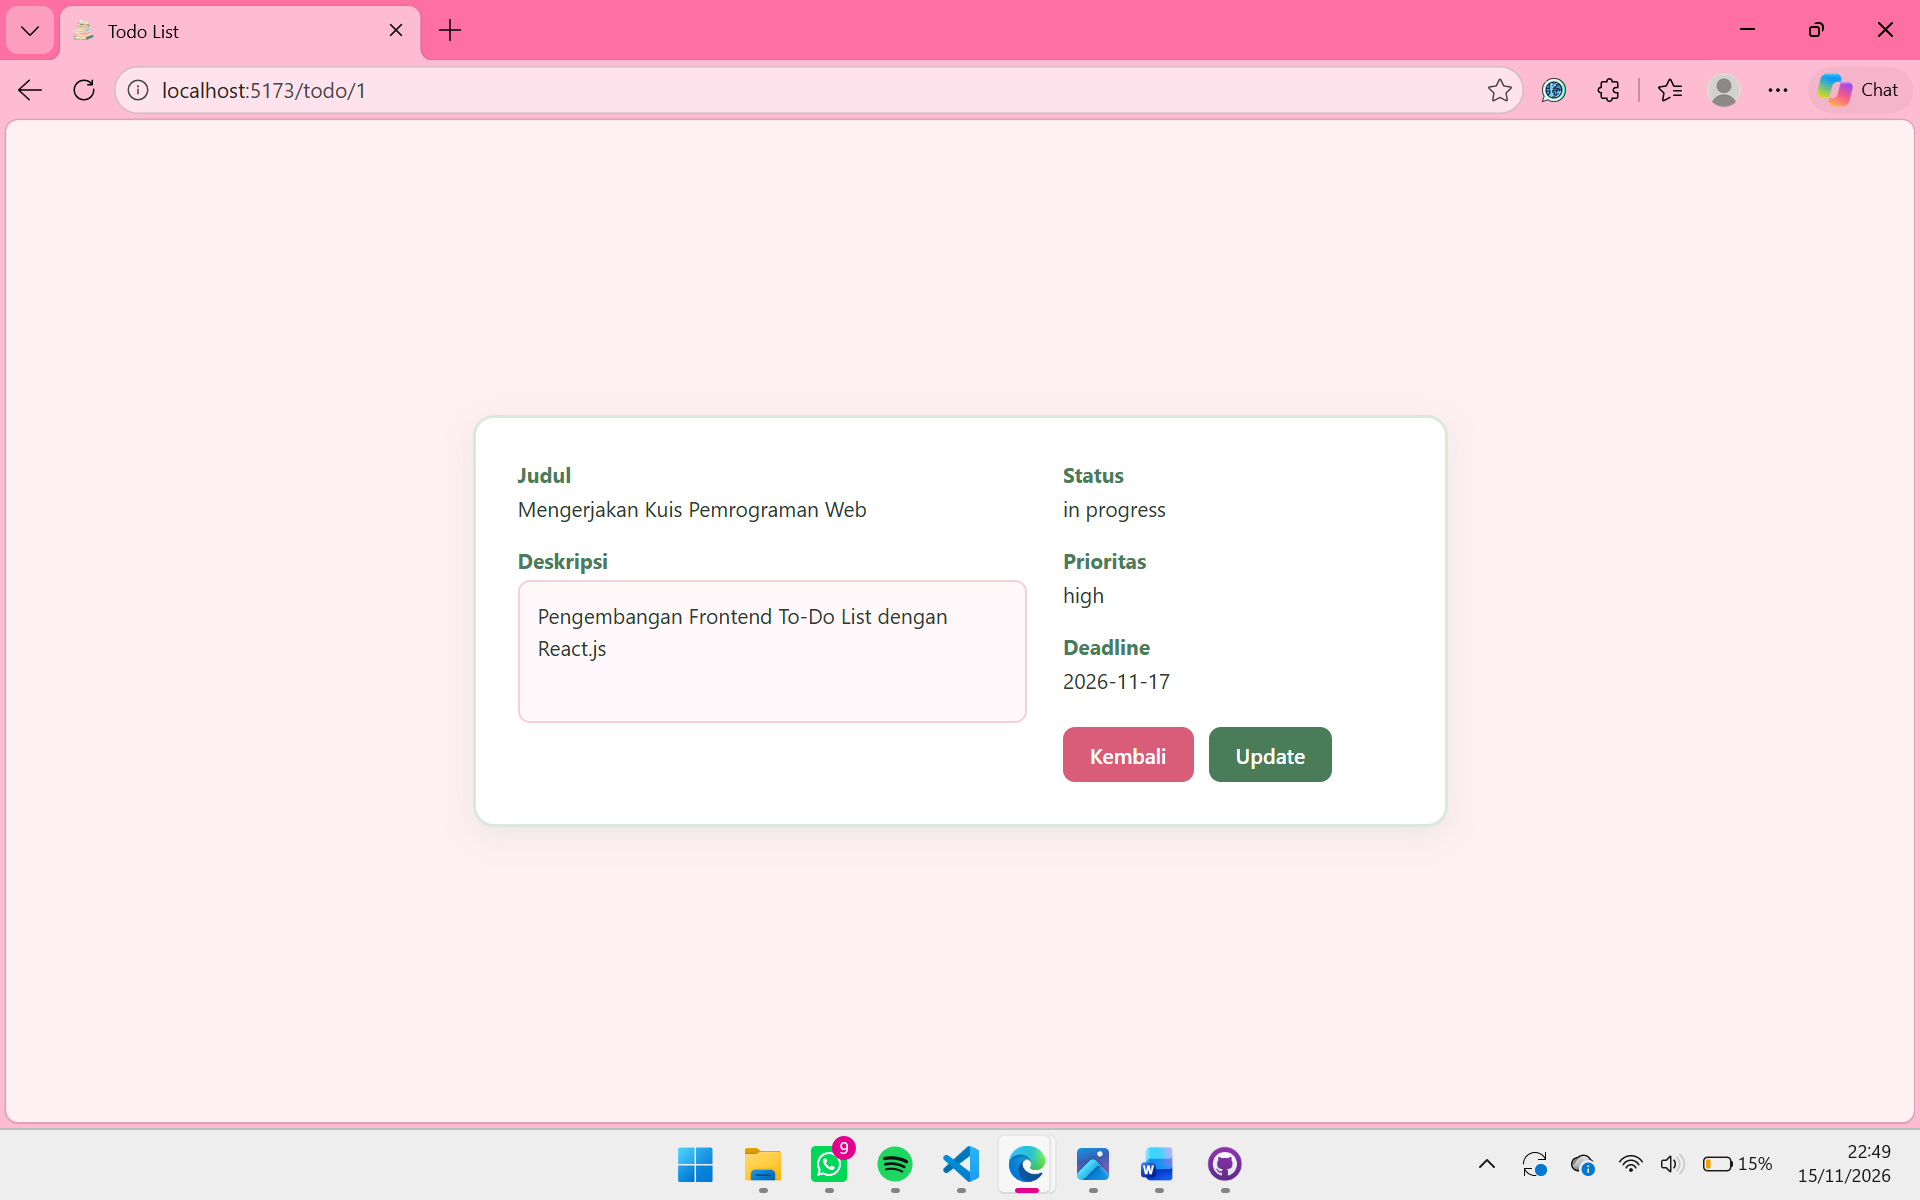 Todo List
localhost:5173/todo/1
Chat
Judul
Mengerjakan Kuis Pemrograman Web
Deskripsi
Pengembangan Frontend To-Do List dengan
React.js
Status
in progress
Prioritas
high
Deadline
2026-11-17
Kembali
Update
9
W
15%
22:49
15/11/2026